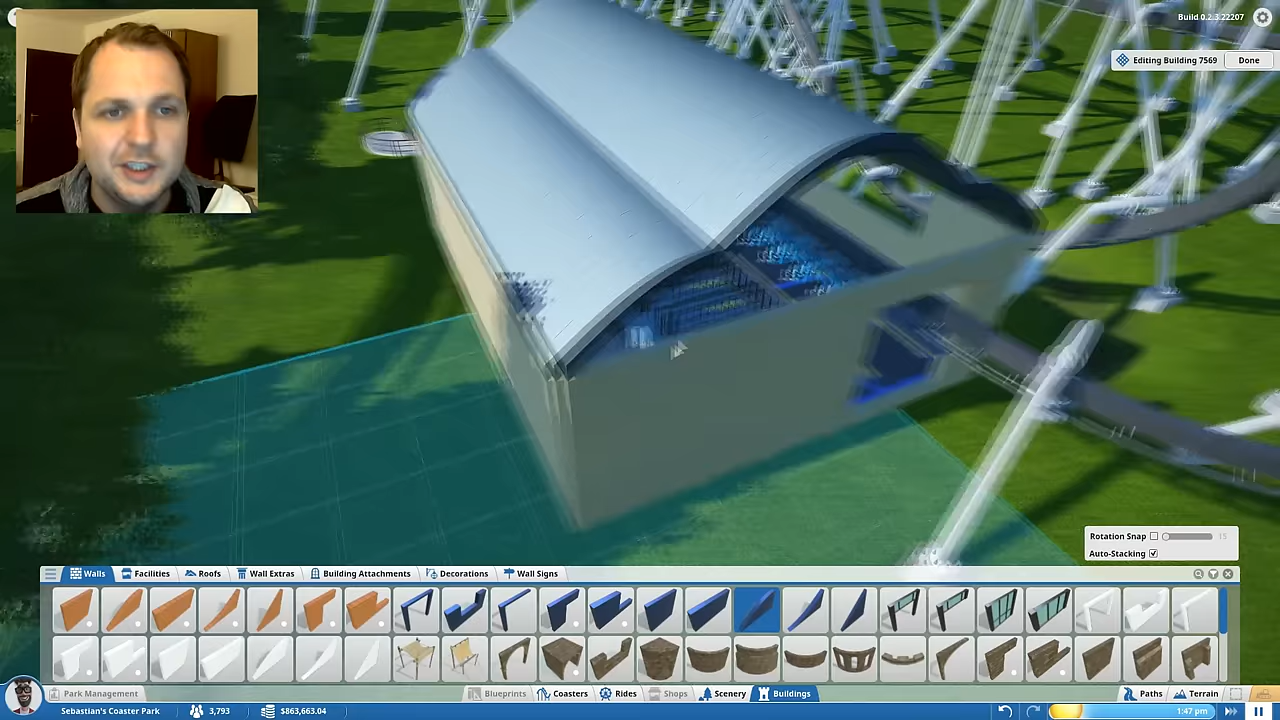 Build 0.2.3.22207
Editing Building 7569 Done
Rotation Snap 15
Auto-Stacking
Walls Facilities Roofs Wall Extras Building Attachments Decorations Wall Signs
Park Management Blueprints Coasters Rides Shops Scenery Buildings Paths Terrain
Sebastian's Coaster Park 3,793 $863,663.04 1:47 pm